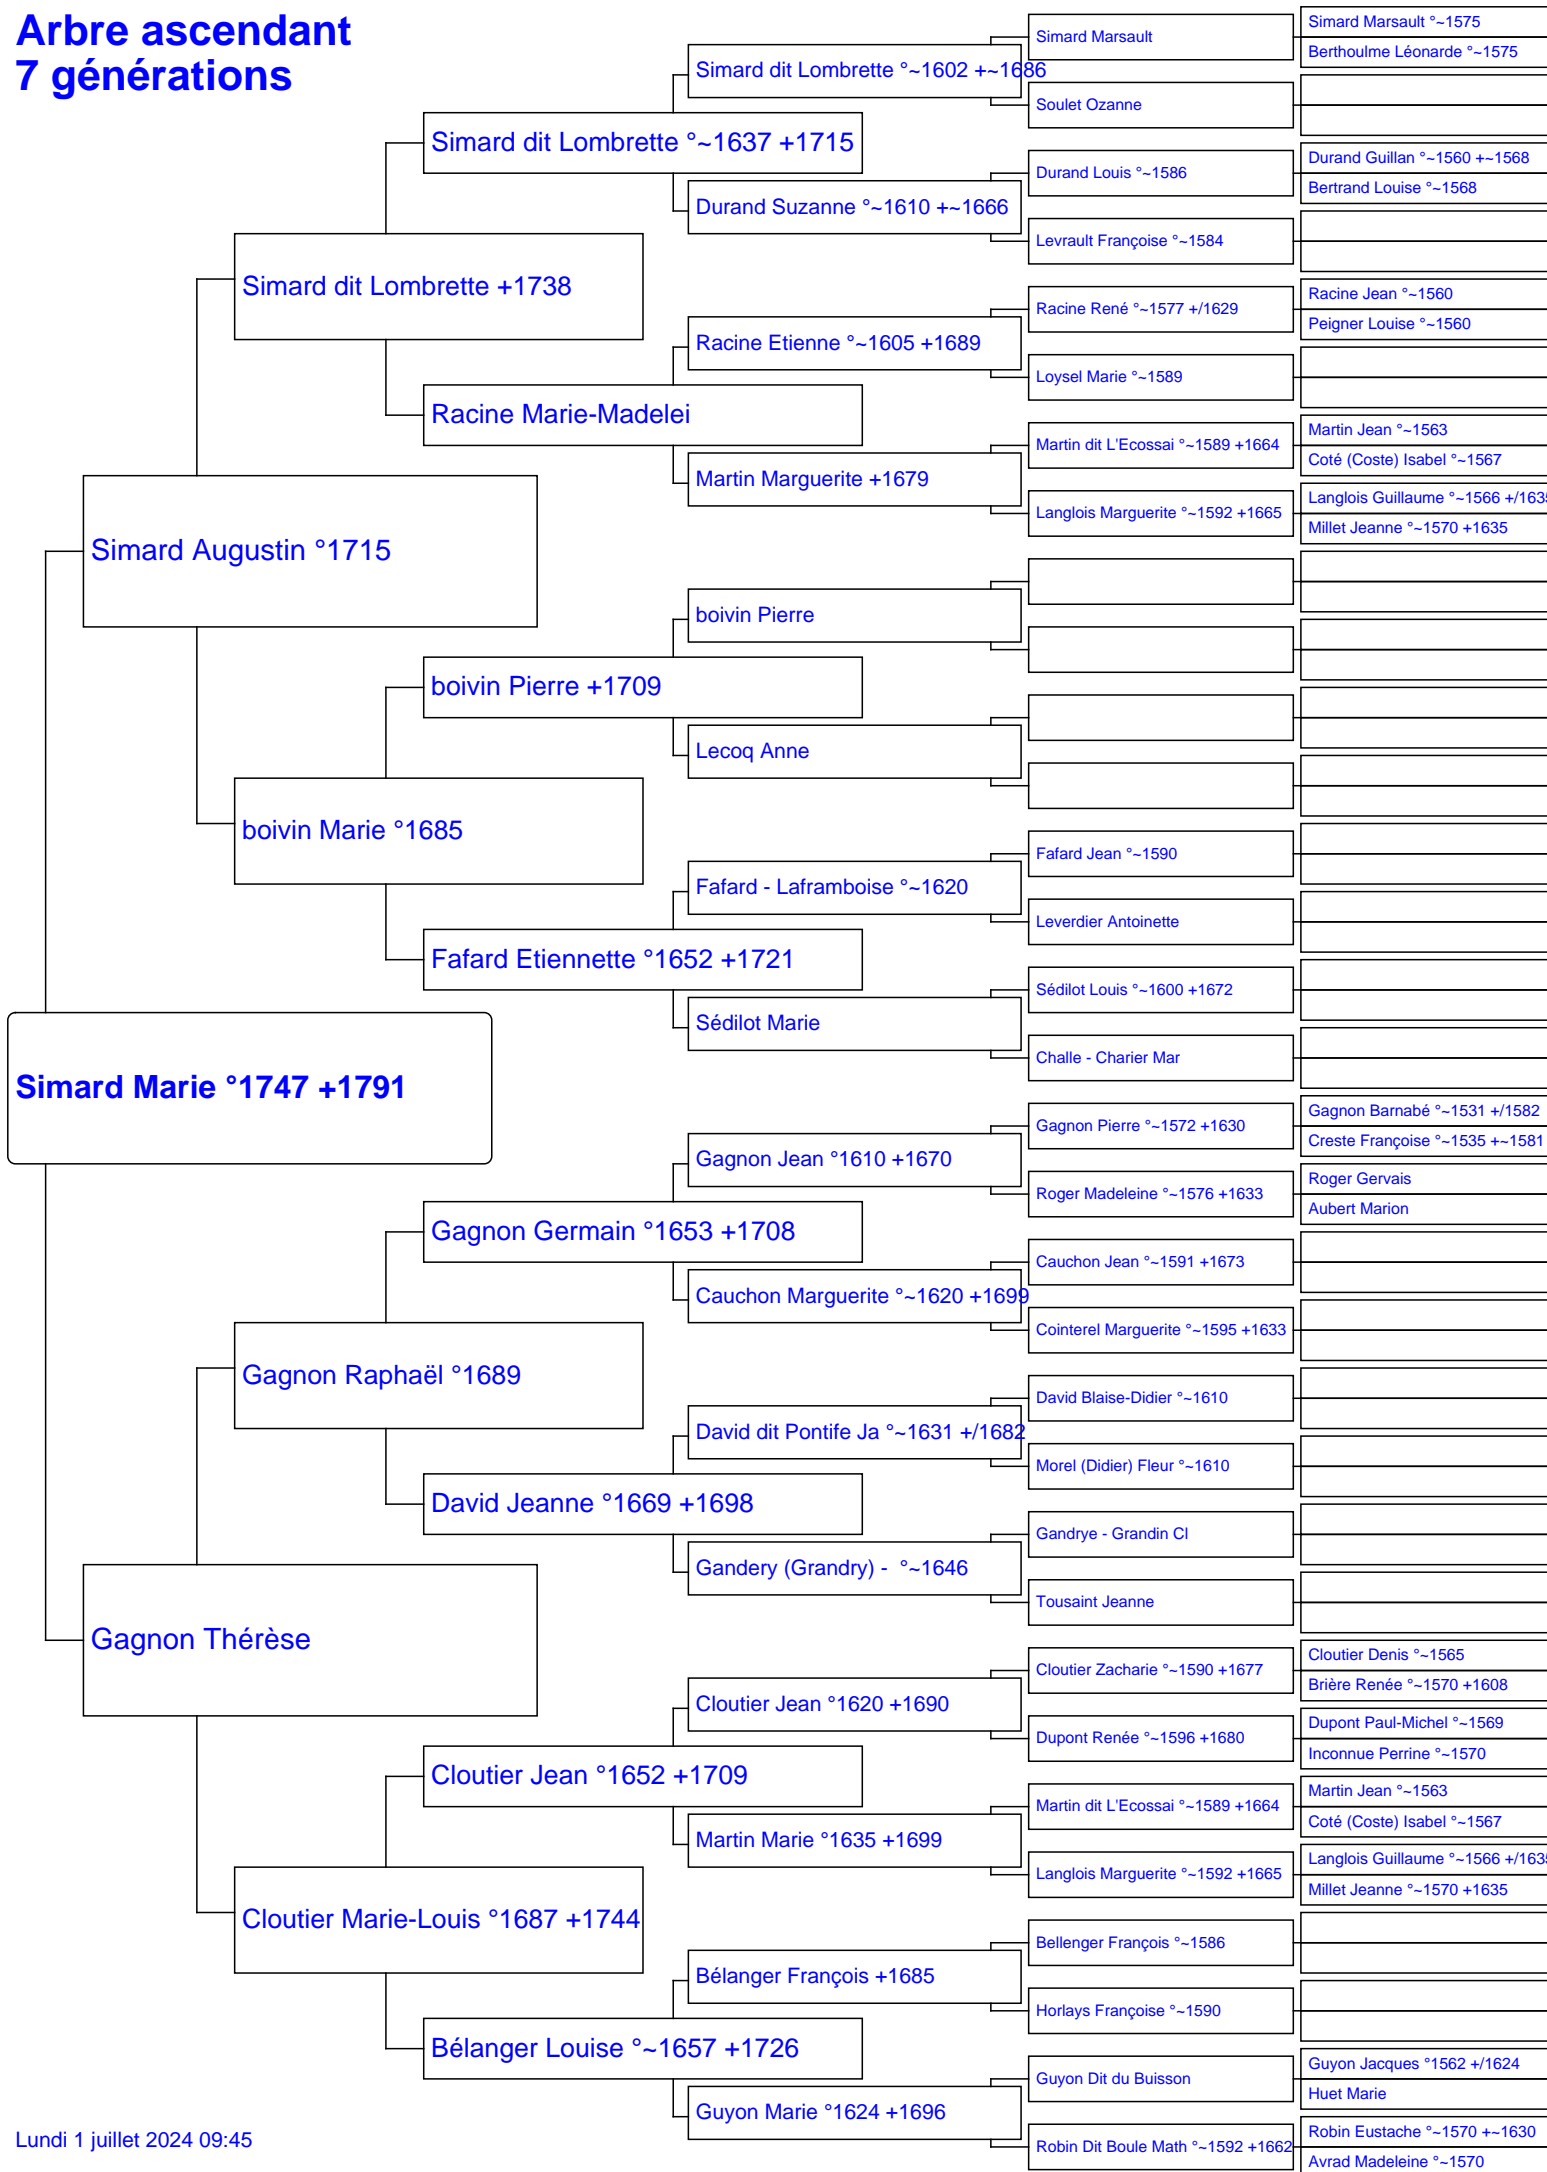 Arbre ascendant
7 générations
Simard Marie °1747 +1791
Simard Augustin °1715
Gagnon Thérèse
Simard dit Lombrette +1738
boivin Marie °1685
Gagnon Raphaël °1689
Cloutier Marie-Louis °1687 +1744
Simard dit Lombrette °~1637 +1715
Racine Marie-Madelei
boivin Pierre +1709
Fafard Etiennette °1652 +1721
Gagnon Germain °1653 +1708
David Jeanne °1669 +1698
Cloutier Jean °1652 +1709
Bélanger Louise °~1657 +1726
Simard dit Lombrette °~1602 +~1686
Durand Suzanne °~1610 +~1666
Racine Etienne °~1605 +1689
Martin Marguerite +1679
boivin Pierre
Lecoq Anne
Fafard - Laframboise °~1620
Sédilot Marie
Gagnon Jean °1610 +1670
Cauchon Marguerite °~1620 +1699
David dit Pontife Ja °~1631 +/1682
Gandery (Grandry) -  °~1646
Cloutier Jean °1620 +1690
Martin Marie °1635 +1699
Bélanger François +1685
Guyon Marie °1624 +1696
Simard Marsault
Soulet Ozanne
Durand Louis °~1586
Levrault Françoise °~1584
Racine René °~1577 +/1629
Loysel Marie °~1589
Martin dit L'Ecossai °~1589 +1664
Langlois Marguerite °~1592 +1665
Fafard Jean °~1590
Leverdier Antoinette
Sédilot Louis °~1600 +1672
Challe - Charier Mar
Gagnon Pierre °~1572 +1630
Roger Madeleine °~1576 +1633
Cauchon Jean °~1591 +1673
Cointerel Marguerite °~1595 +1633
David Blaise-Didier °~1610
Morel (Didier) Fleur °~1610
Gandrye - Grandin Cl
Tousaint Jeanne
Cloutier Zacharie °~1590 +1677
Dupont Renée °~1596 +1680
Martin dit L'Ecossai °~1589 +1664
Langlois Marguerite °~1592 +1665
Bellenger François °~1586
Horlays Françoise °~1590
Guyon Dit du Buisson
Robin Dit Boule Math °~1592 +1662
Simard Marsault °~1575
Berthoulme Léonarde °~1575
Durand Guillan °~1560 +~1568
Bertrand Louise °~1568
Racine Jean °~1560
Peigner Louise °~1560
Martin Jean °~1563
Coté (Coste) Isabel °~1567
Langlois Guillaume °~1566 +/1635
Millet Jeanne °~1570 +1635
Gagnon Barnabé °~1531 +/1582
Creste Françoise °~1535 +~1581
Roger Gervais
Aubert Marion
Cloutier Denis °~1565
Brière Renée °~1570 +1608
Dupont Paul-Michel °~1569
Inconnue Perrine °~1570
Martin Jean °~1563
Coté (Coste) Isabel °~1567
Langlois Guillaume °~1566 +/1635
Millet Jeanne °~1570 +1635
Guyon Jacques °1562 +/1624
Huet Marie
Robin Eustache °~1570 +~1630
Avrad Madeleine °~1570
Lundi 1 juillet 2024 09:45